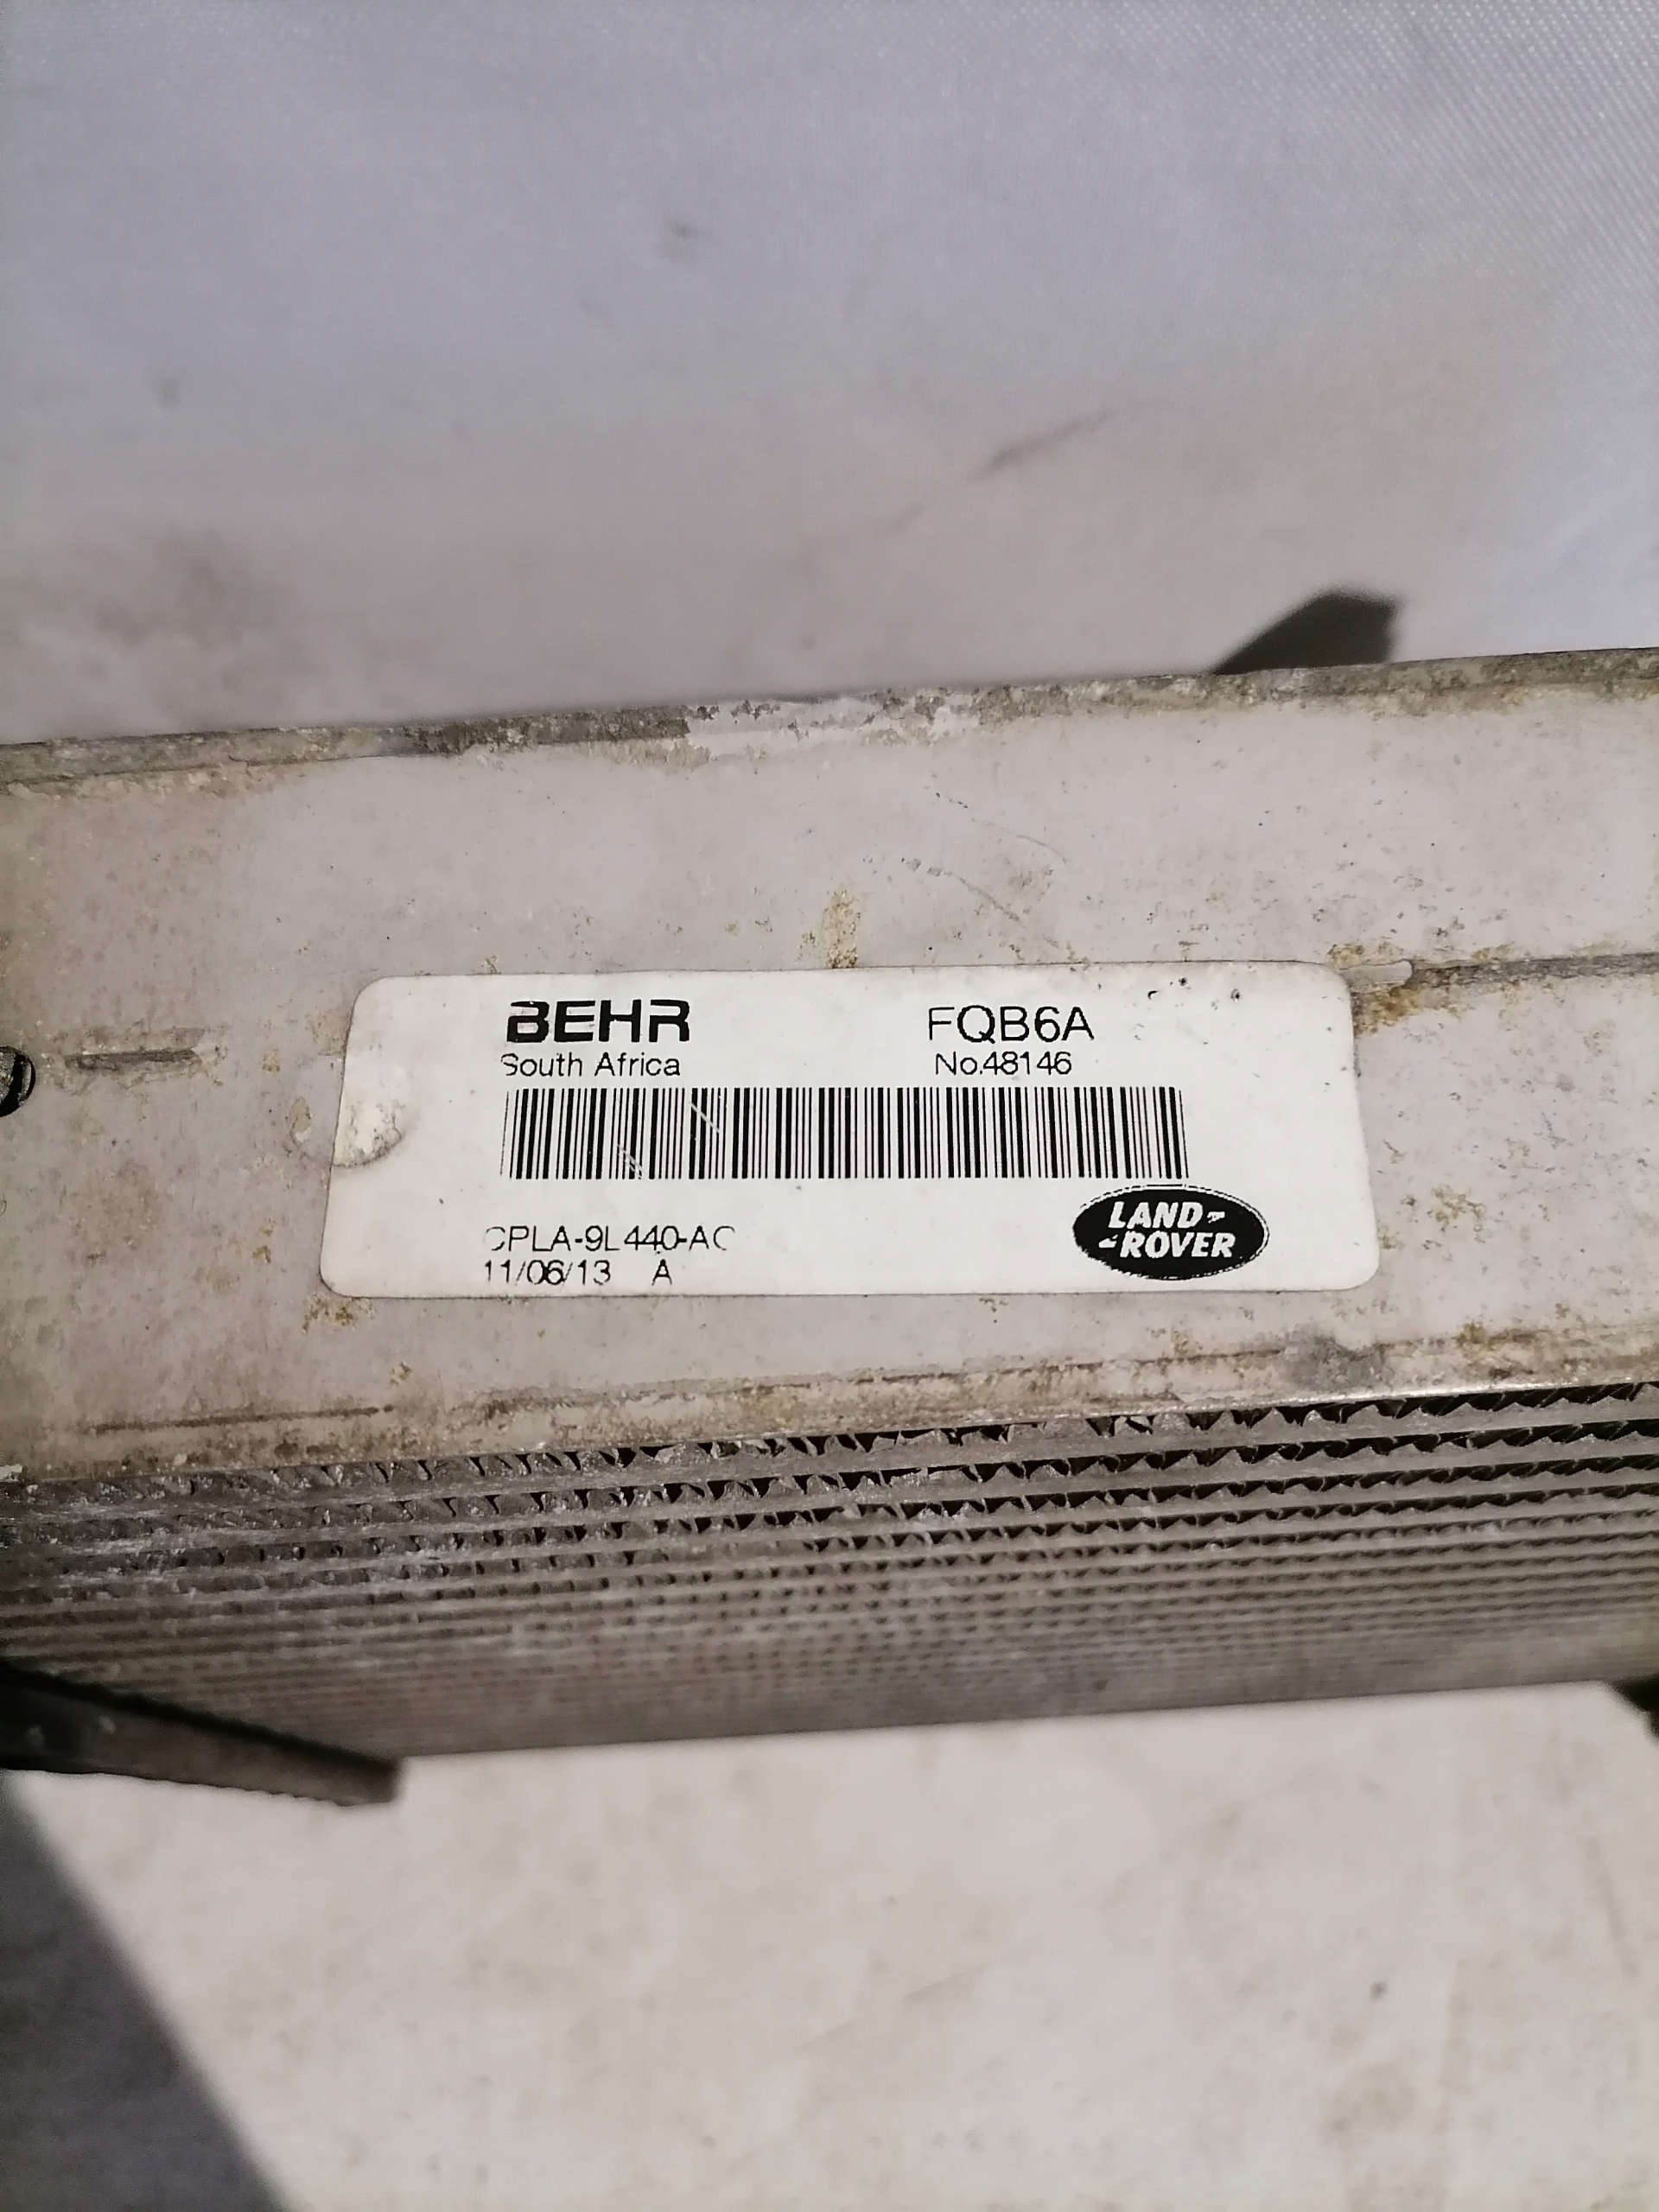 BEHR FQB6A
South Africa No.48146
CPLA-9L440-AC
11/06/13 A
LAND
ROVER